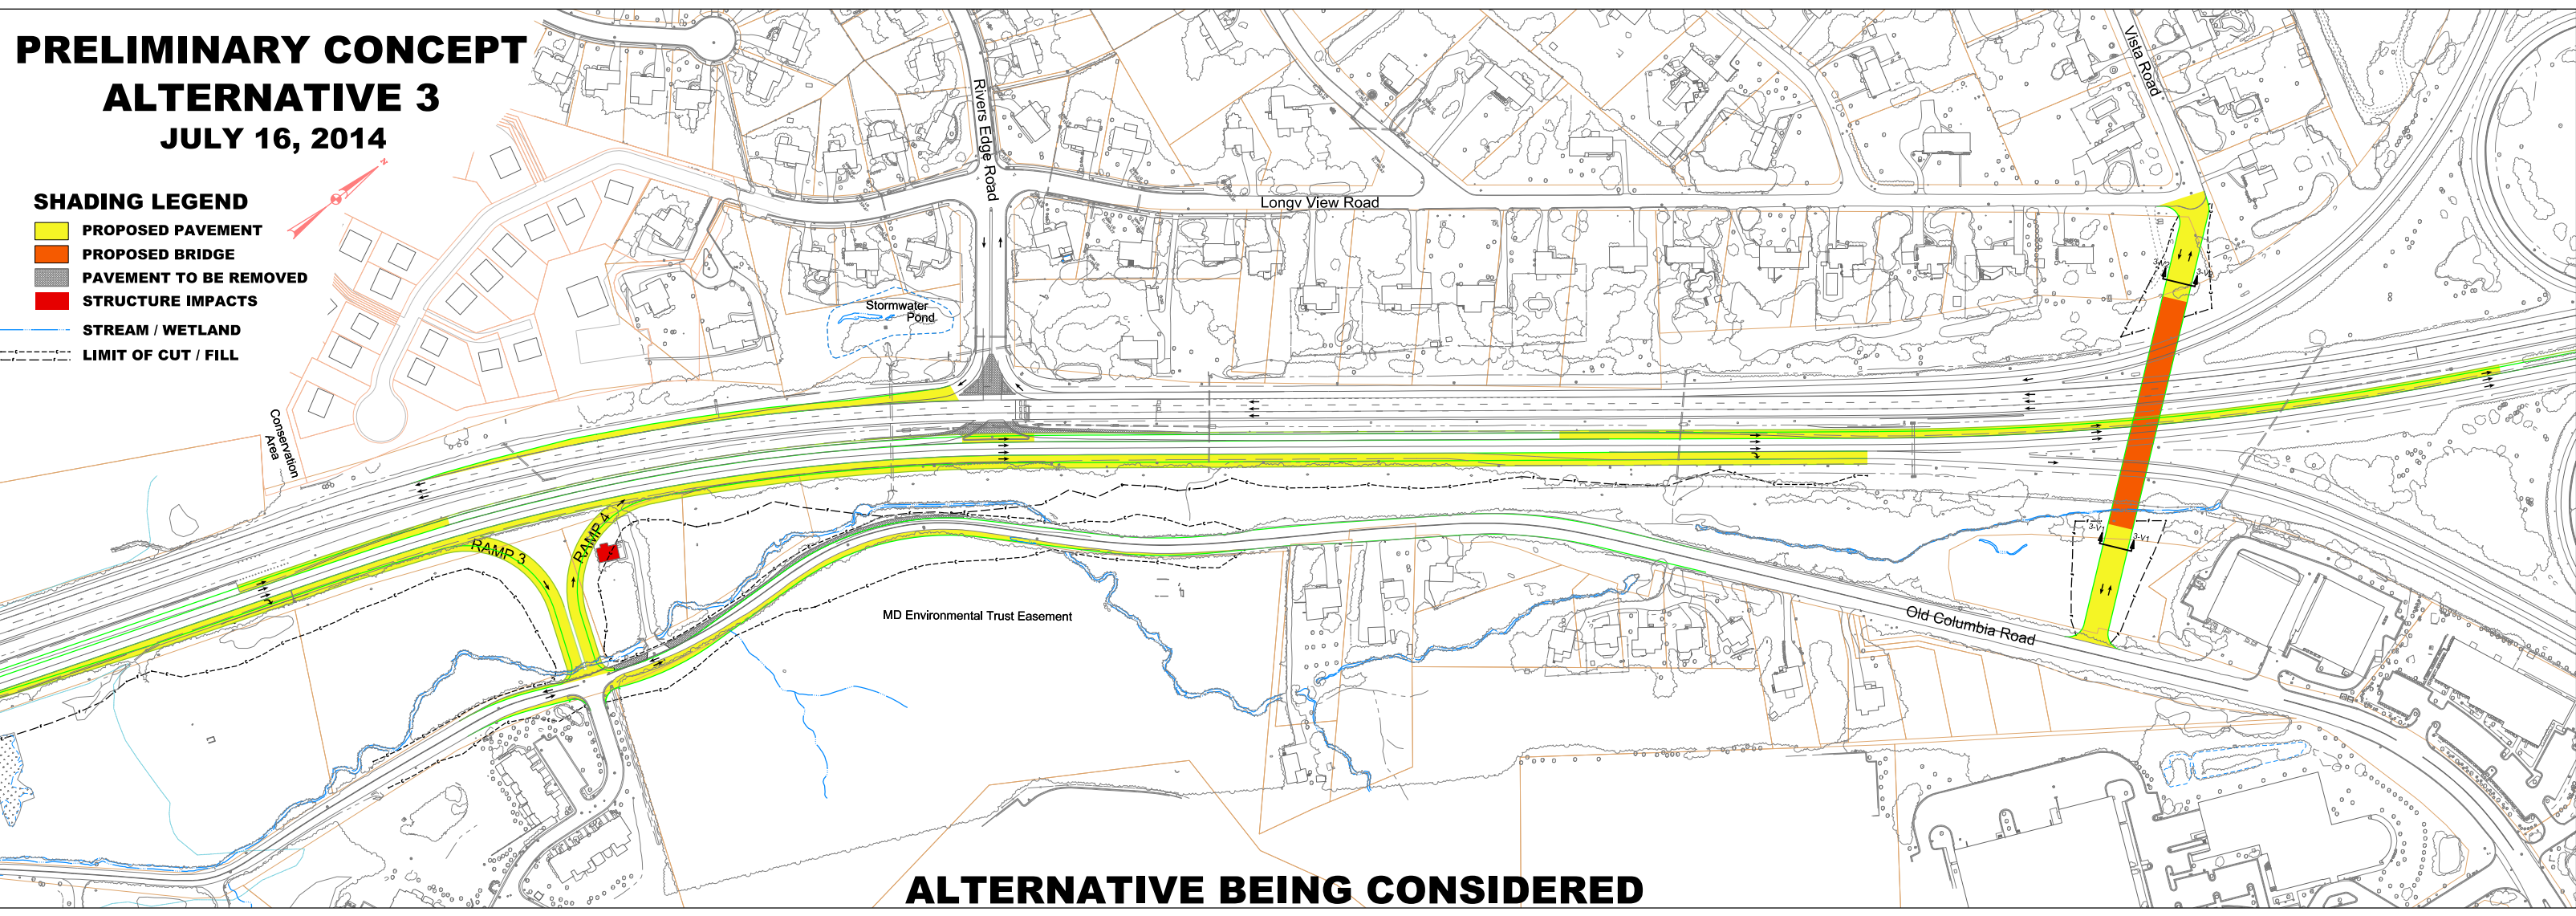 PRELIMINARY CONCEPT
ALTERNATIVE 3
JULY 16, 2014
N
SHADING LEGEND
PROPOSED PAVEMENT
PROPOSED BRIDGE
PAVEMENT TO BE REMOVED
STRUCTURE IMPACTS
STREAM / WETLAND
LIMIT OF CUT / FILL
Rivers Edge Road
Longv View Road
Vista Road
Stormwater
Pond
Conservation
Area
RAMP 3
RAMP 4
MD Environmental Trust Easement
Old Columbia Road
3-V1
ALTERNATIVE BEING CONSIDERED